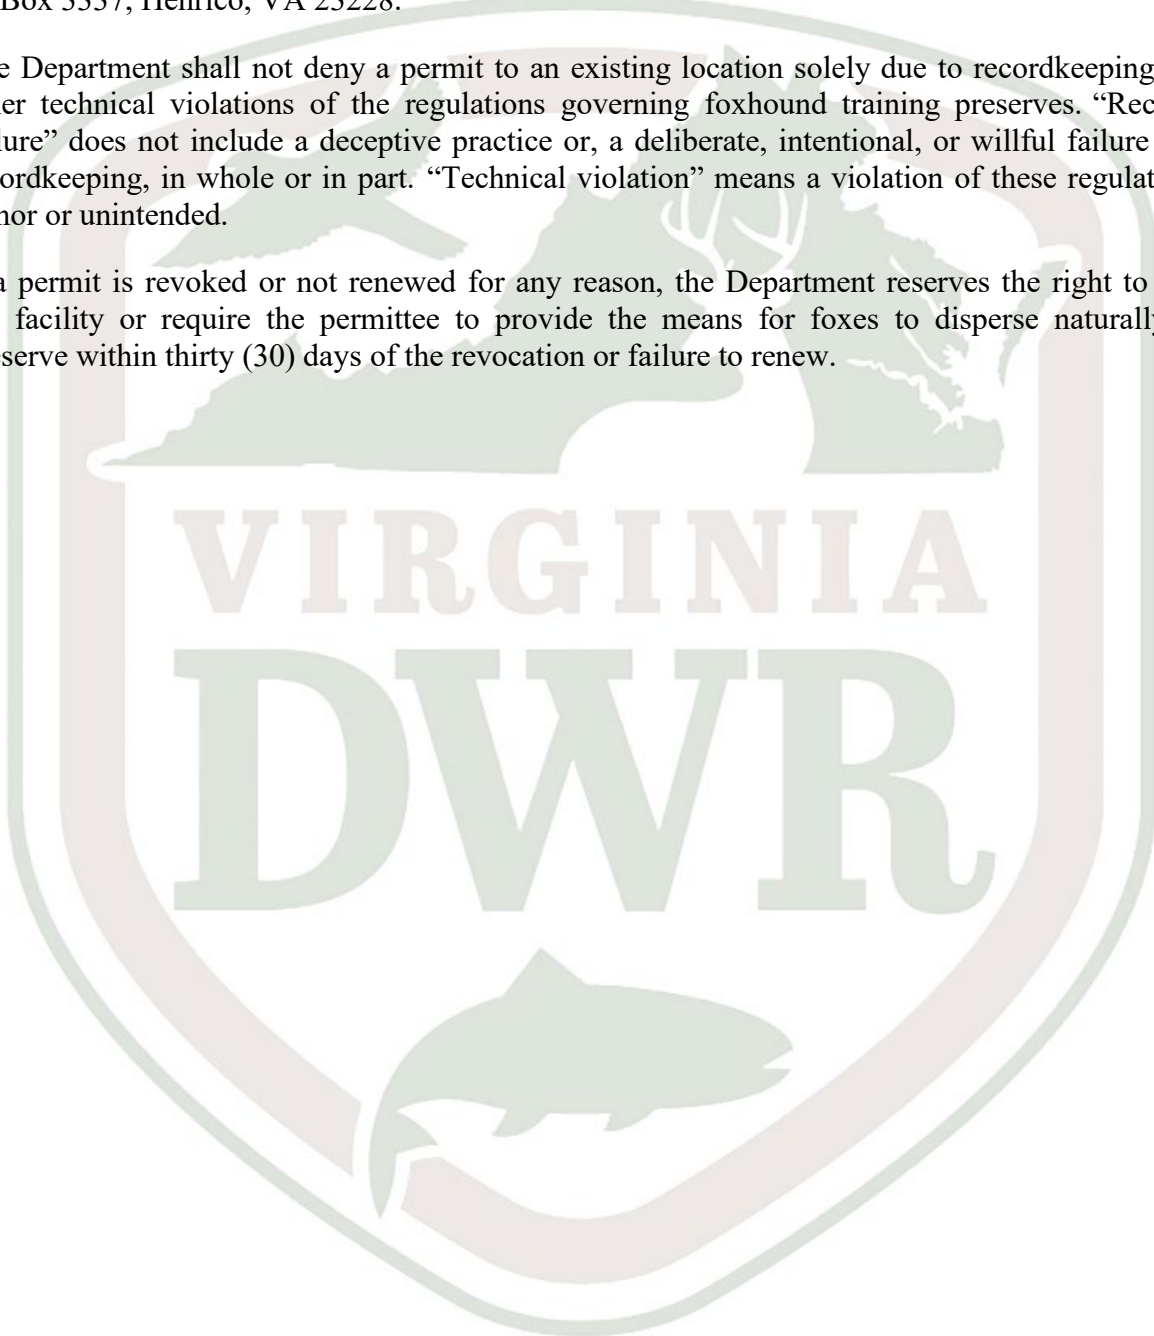 Box 3337, Henrico, VA 23228.
e Department shall not deny a permit to an existing location solely due to recordkeeping
er technical violations of the regulations governing foxhound training preserves. “Rec
lure” does not include a deceptive practice or, a deliberate, intentional, or willful failure
ordkeeping, in whole or in part. “Technical violation” means a violation of these regulat
nor or unintended.
a permit is revoked or not renewed for any reason, the Department reserves the right to
facility or require the permittee to provide the means for foxes to disperse naturally
serve within thirty (30) days of the revocation or failure to renew.
VIRGINIA
DWR